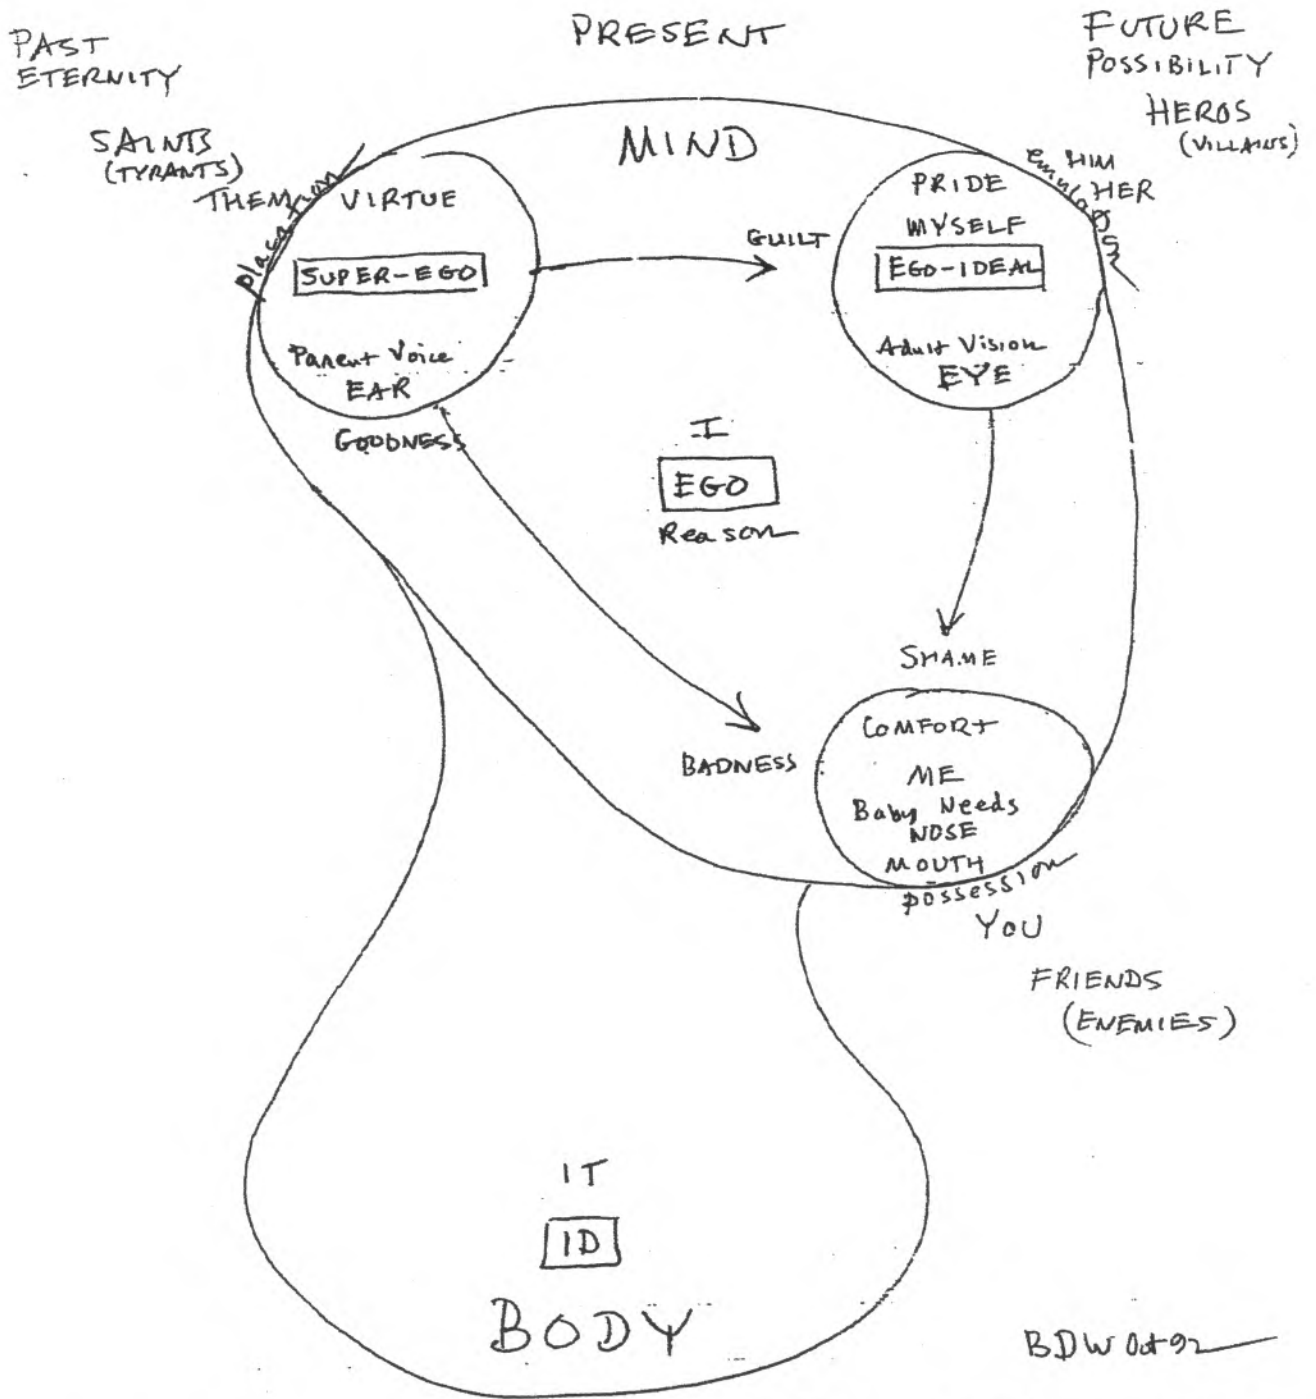 PAST
ETERNITY
PRESENT
FUTURE
POSSIBILITY
HEROS
(VILLAINS)
SAINTS
(TYRANTS)
THEM
placation
MIND
emulation
HIM
HER
VIRTUE
SUPER-EGO
Parent Voice
EAR
GOODNESS
GUILT
PRIDE
MYSELF
EGO-IDEAL
Adult Vision
EYE
I
EGO
Reason
SHAME
BADNESS
COMFORT
ME
Baby Needs
NOSE
MOUTH
possession
YOU
FRIENDS
(ENEMIES)
IT
ID
BODY
BDW Oct 92